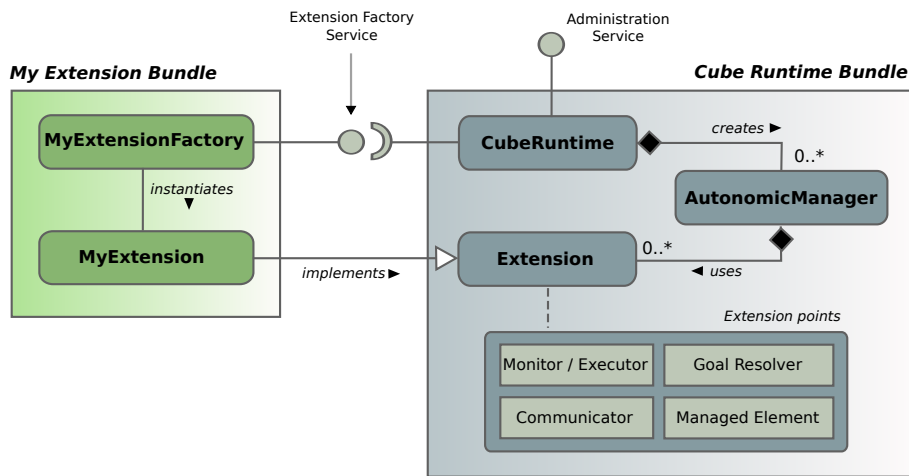 Extension Factory
Service
Administration
Service
My Extension Bundle
Cube Runtime Bundle
MyExtensionFactory
CubeRuntime
creates ►
0..*
instantiates
▼
AutonomicManager
MyExtension
implements ►
Extension
0..*
◄ uses
Extension points
Monitor / Executor
Goal Resolver
Communicator
Managed Element